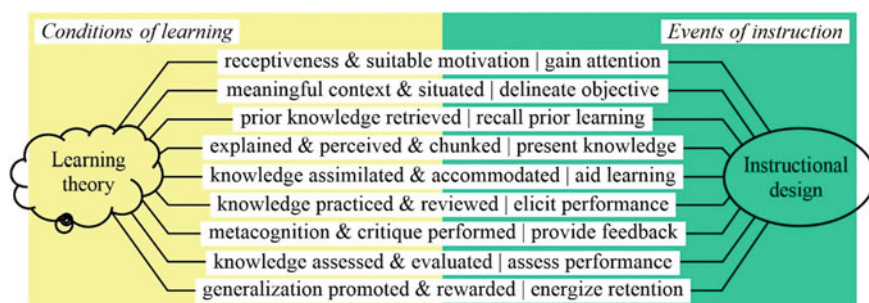 Conditions of learning
Events of instruction
receptiveness & suitable motivation | gain attention
meaningful context & situated | delineate objective
prior knowledge retrieved | recall prior learning
explained & perceived & chunked | present knowledge
Learning
theory
knowledge assimilated & accommodated | aid learning
Instructional
design
knowledge practiced & reviewed | elicit performance
metacognition & critique performed | provide feedback
knowledge assessed & evaluated | assess performance
generalization promoted & rewarded | energize retention